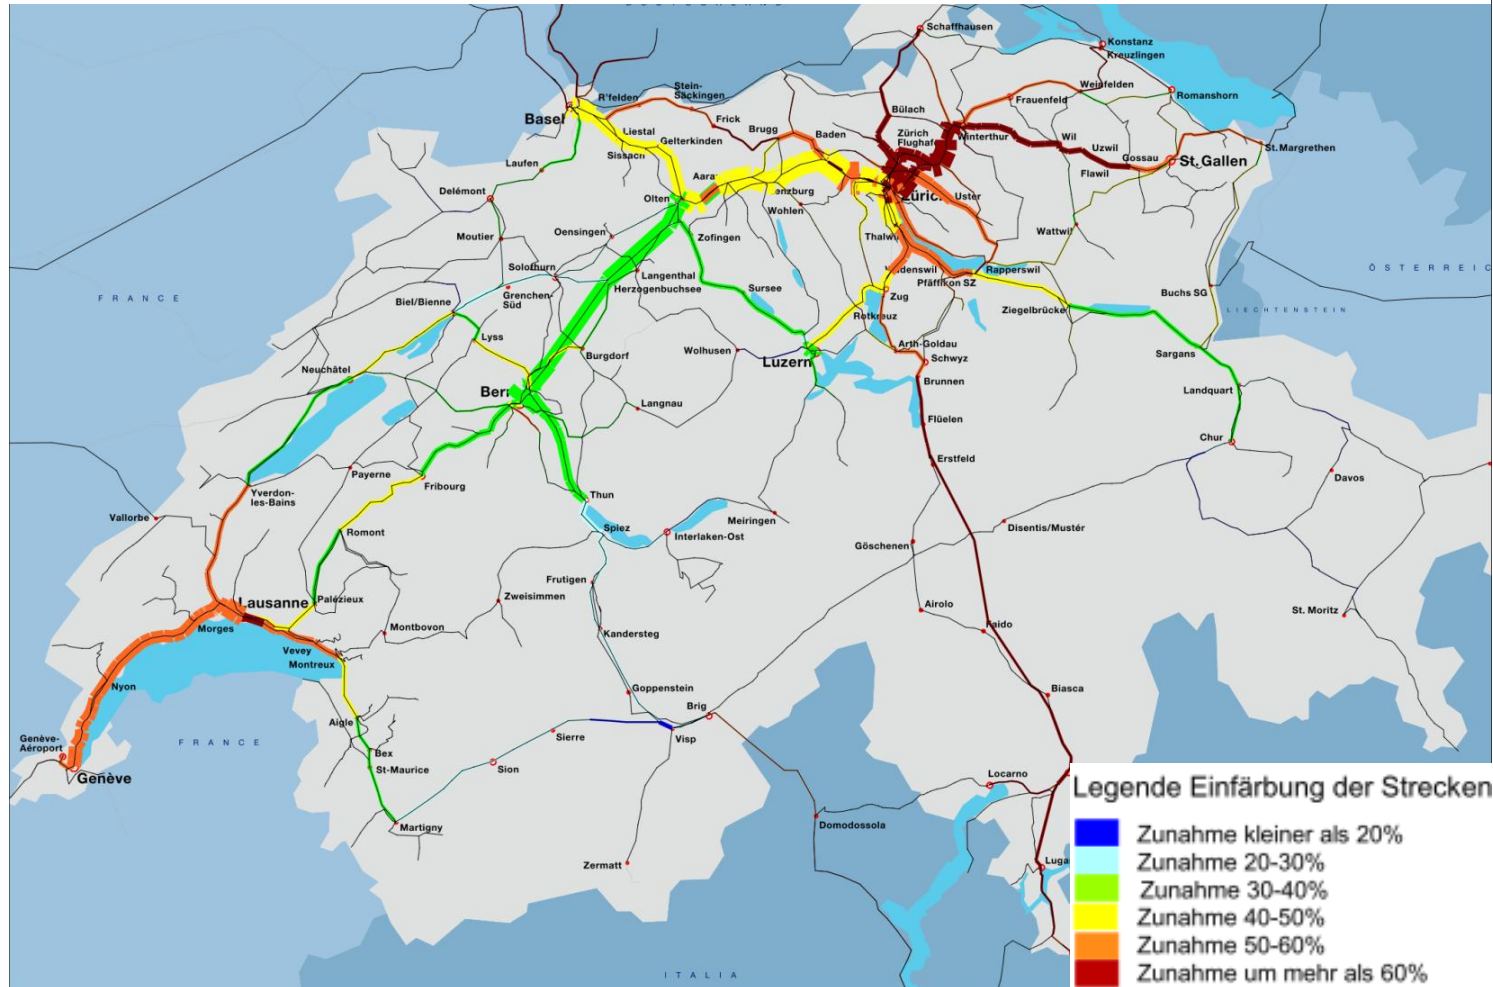 DEUTSCHLAND
Schaffhausen
Konstanz
Kreuzlingen
Romanshorn
Weinfelden
Frauenfeld
Stein-
Säckingen
R'felden
Bülach
Basel
Frick
Brugg
Baden
Zürich
Winterthur
Wil
Uzwil
Gossau
Flawil
St.Gallen
St.Margrethen
Liestal
Gelterkinden
Sissach
Laufen
Delémont
Olten
Wohlen
Uster
Moutier
Oensingen
Zofingen
Wattwil
Solothurn
Langenthal
Herzogenbuchsee
Sursee
Pfäffikon SZ
Rapperswil
ÖSTERREIC
FRANCE
Biel/Bienne
Grenchen-
Süd
Zug
Rotkreuz
Ziegelbrücke
Buchs SG
LIECHTENSTEIN
Lyss
Burgdorf
Wolhusen
Luzern
Arth-Goldau
Schwyz
Sargans
Neuchâtel
Brunnen
Landquart
Langnau
Flüelen
Chur
Erstfeld
Payerne
Fribourg
Davos
Yverdon-
les-Bains
Thun
Vallorbe
Romont
Spiez
Interlaken-Ost
Meiringen
Göschenen
Disentis/Mustér
Frutigen
Zweisimmen
Lausanne
Palézieux
Airolo
St. Moritz
Morges
Montbovon
Kandersteg
Faido
Vevey
Montreux
Nyon
Goppenstein
Brig
Biasca
Aigle
Genève-
Aéroport
FRANCE
Sierre
Visp
Bex
St-Maurice
Sion
Genève
Locarno
Martigny
Domodossola
Zermatt
ITALIA
Legende Einfärbung der Strecken
Zunahme kleiner als 20%
Zunahme 20-30%
Zunahme 30-40%
Zunahme 40-50%
Zunahme 50-60%
Zunahme um mehr als 60%